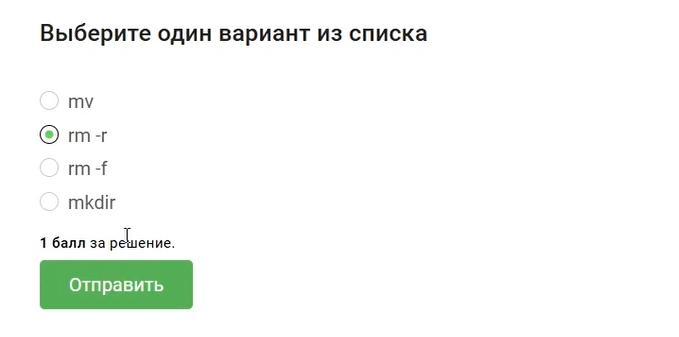 Выберите один вариант из списка
mv
rm -r
rm -f
mkdir
1 балл за решение.
Отправить